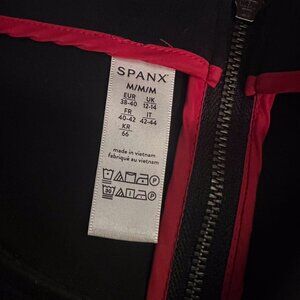 SPANX
M/M/M
EUR UK
38-40 12-14
FR IT
40-42 42-44
KR
66
made in vietnam
fabriqué au vietnam